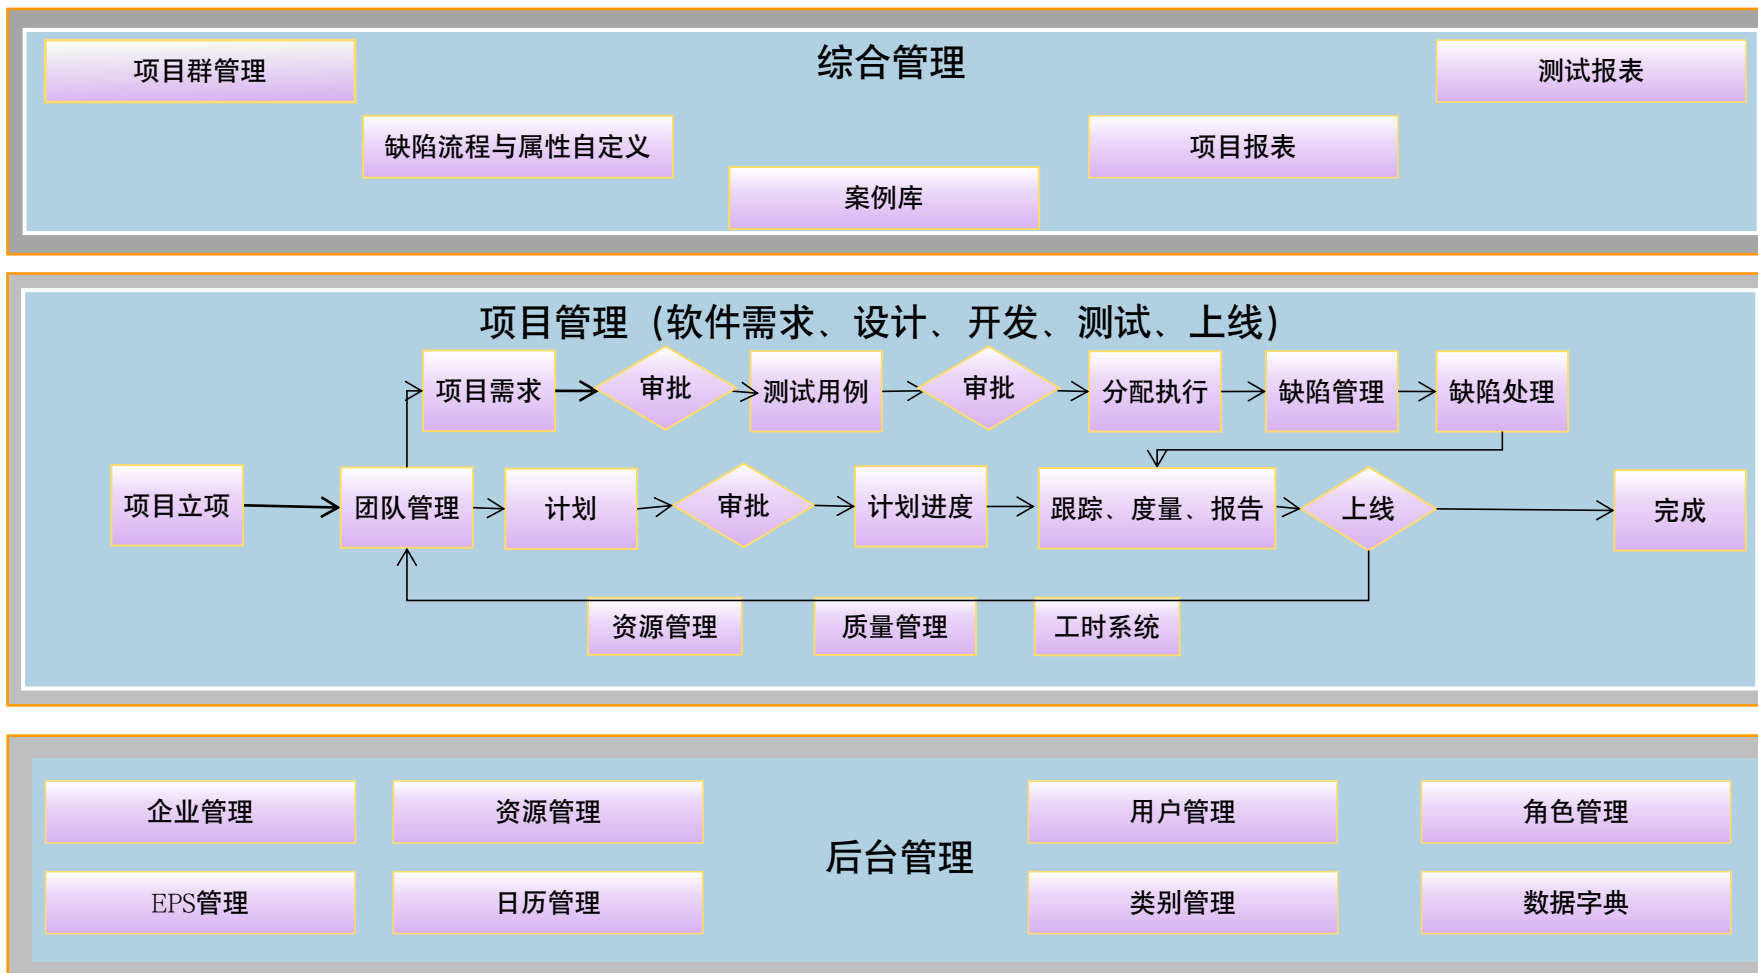 综合管理
项目群管理
测试报表
缺陷流程与属性自定义
项目报表
案例库
项目管理（软件需求、设计、开发、测试、上线）
项目需求
审批
测试用例
审批
分配执行
缺陷管理
缺陷处理
项目立项
团队管理
计划
审批
计划进度
跟踪、度量、报告
上线
完成
资源管理
质量管理
工时系统
企业管理
资源管理
用户管理
角色管理
后台管理
EPS管理
日历管理
类别管理
数据字典